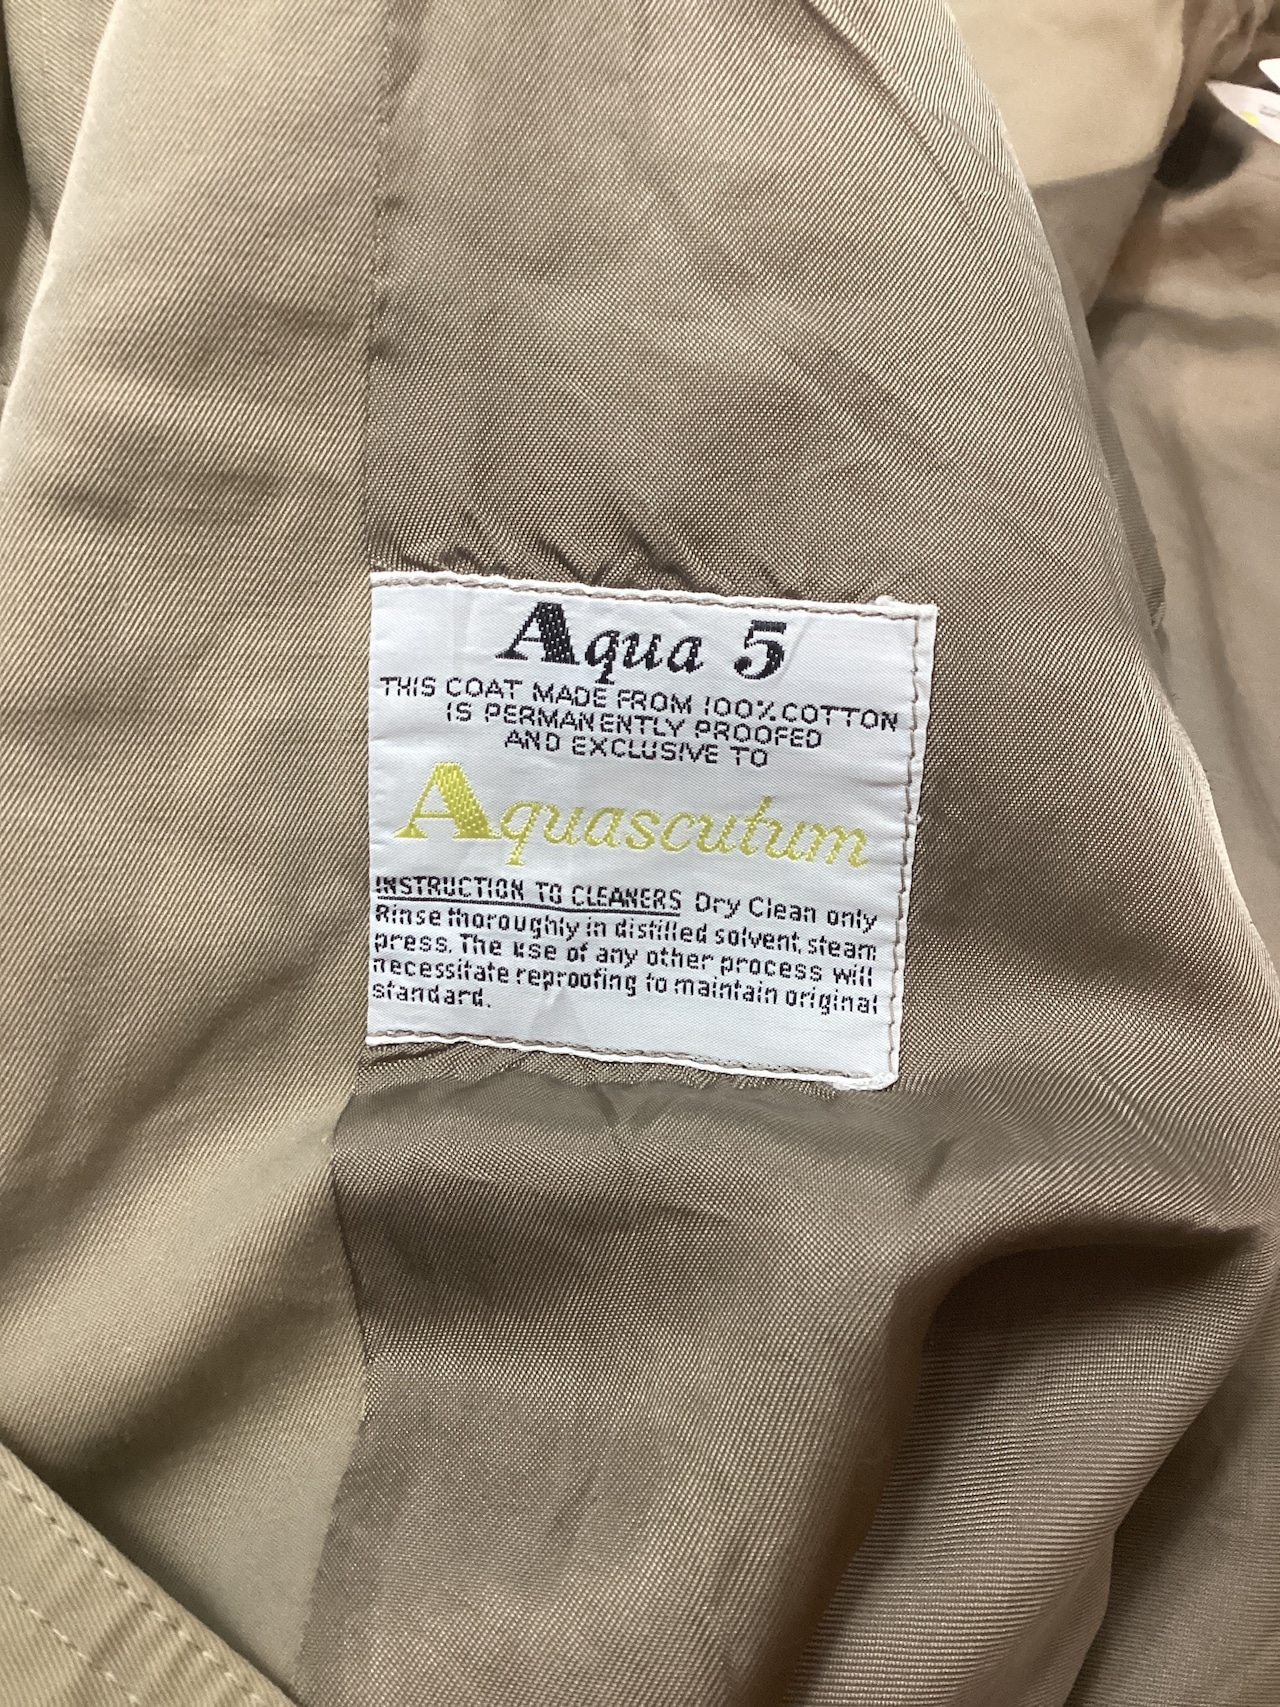 Aqua 5
THIS COAT MADE FROM 100% COTTON
IS PERMANENTLY PROOFED
AND EXCLUSIVE TO
Aquascutum
INSTRUCTION TO CLEANERS Dry Clean only
Rinse thoroughly in distilled solvent, steam
press. The use of any other process will
necessitate reproofing to maintain original
standard.